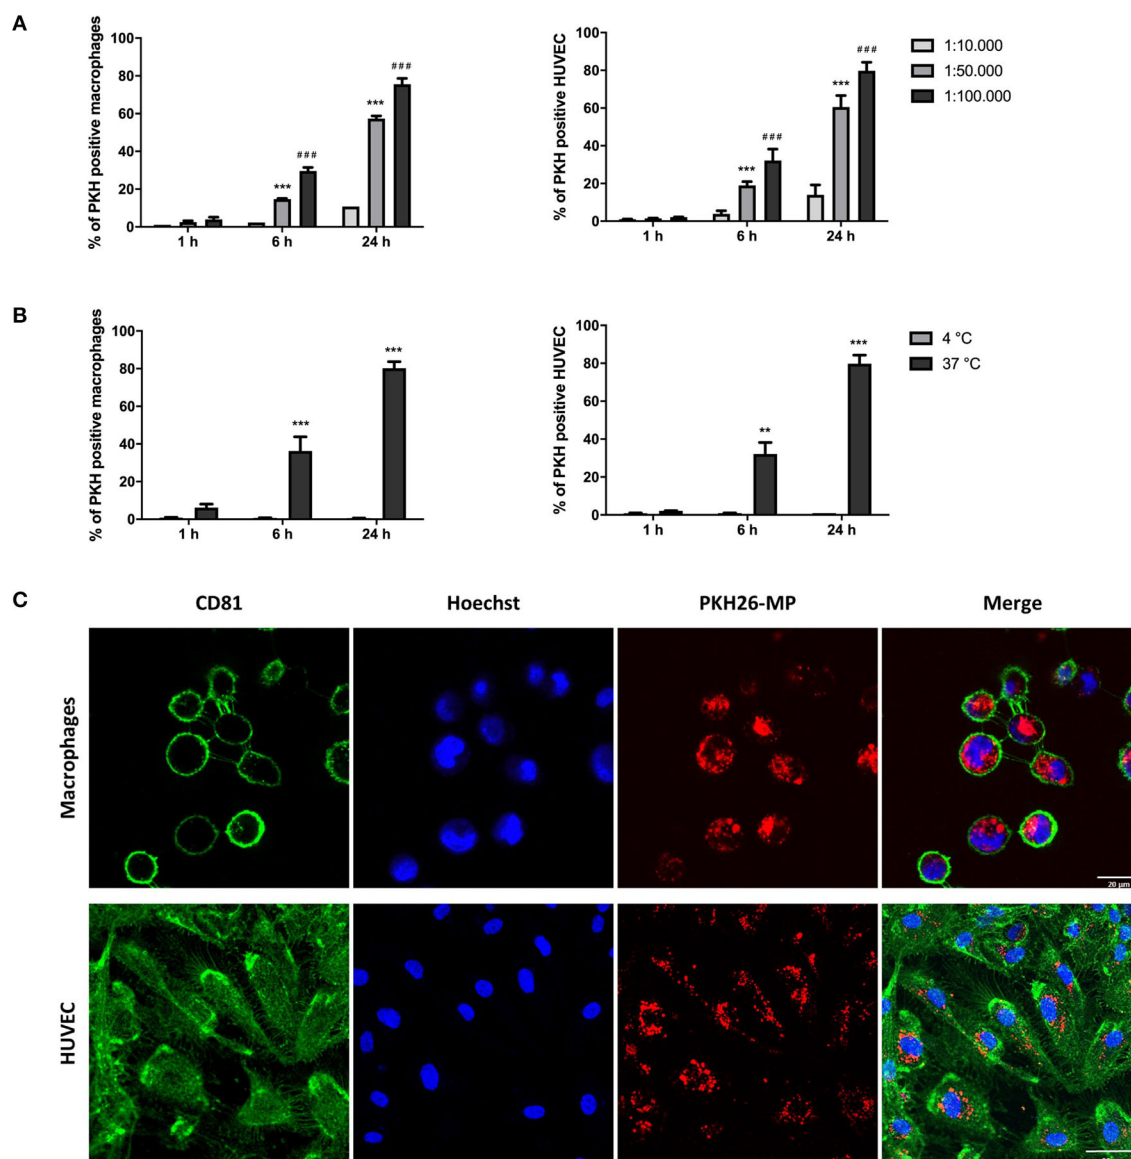 A
% of PKH positive macrophages
100
80
60
40
20
0
***
###
***
###
1 h
6 h
24 h
% of PKH positive HUVEC
100
80
60
40
20
0
***
###
***
###
1 h
6 h
24 h
1:10.000
1:50.000
1:100.000
B
% of PKH positive macrophages
100
80
60
40
20
0
***
***
1 h
6 h
24 h
% of PKH positive HUVEC
100
80
60
40
20
0
**
***
1 h
6 h
24 h
4 °C
37 °C
C
CD81 Hoechst PKH26-MP Merge
Macrophages
20 µm
HUVEC